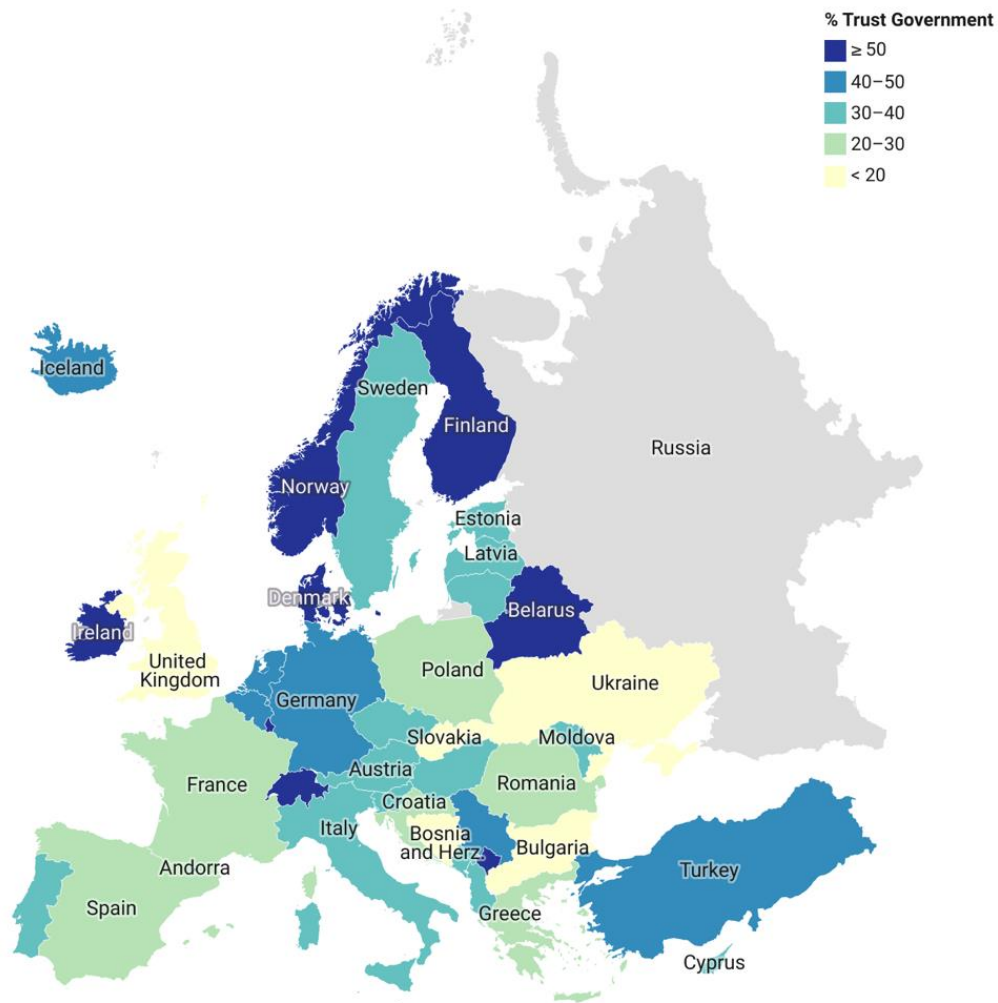 % Trust Government
≥ 50
40–50
30–40
20–30
< 20
Iceland
Sweden
Finland
Norway
Russia
Estonia
Latvia
Denmark
Belarus
Ireland
United
Kingdom
Poland
Ukraine
Germany
Slovakia
Moldova
Austria
France
Romania
Croatia
Italy
Bosnia
and Herz.
Bulgaria
Andorra
Turkey
Spain
Greece
Cyprus